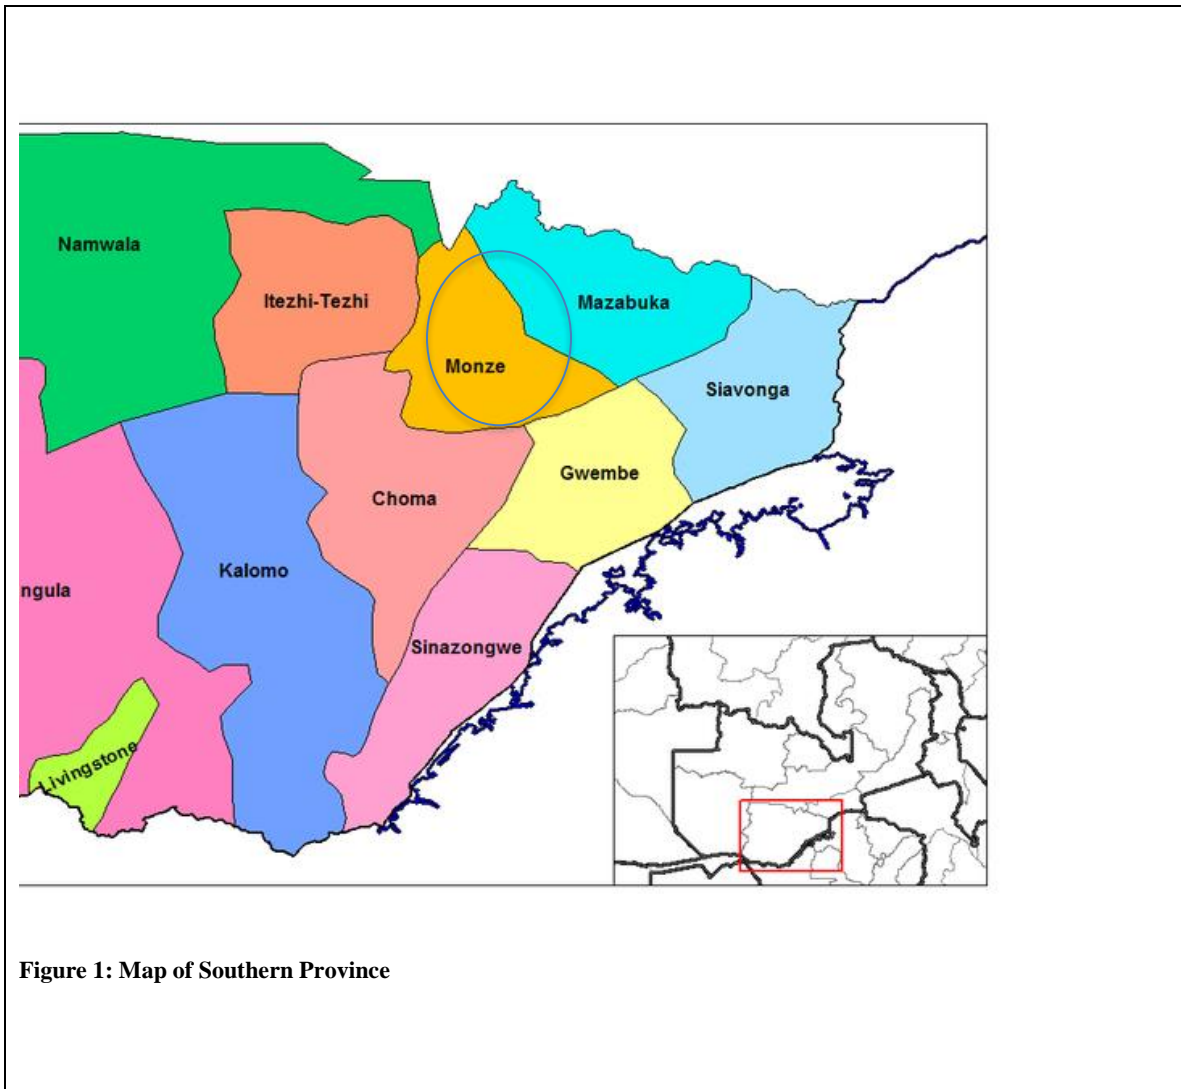 Namwala
Itezhi-Tezhi
Mazabuka
Monze
Siavonga
Gwembe
Choma
Kalomo
ngula
Sinazongwe
Livingstone
Figure 1: Map of Southern Province